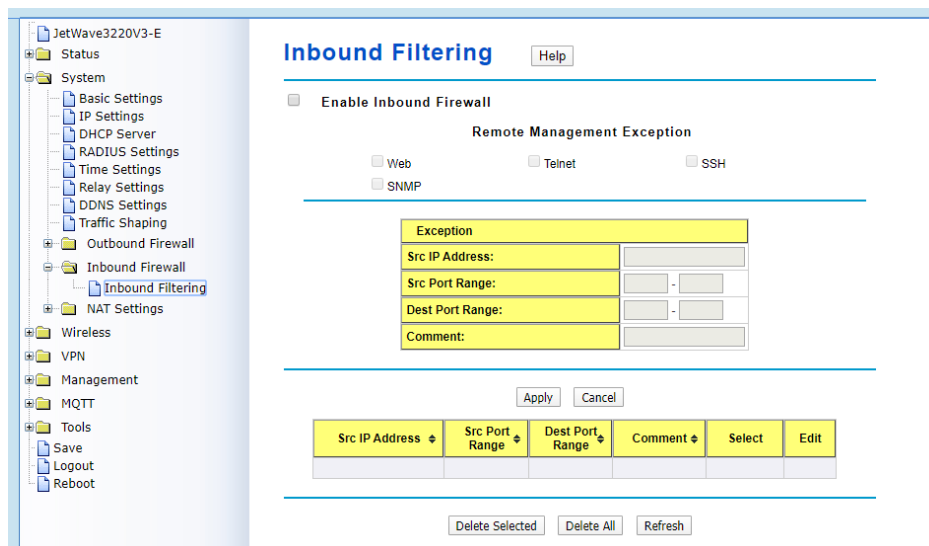 JetWave3220V3-E
Status
System
Basic Settings
IP Settings
DHCP Server
RADIUS Settings
Time Settings
Relay Settings
DDNS Settings
Traffic Shaping
Outbound Firewall
Inbound Firewall
Inbound Filtering
NAT Settings
Wireless
VPN
Management
MQTT
Tools
Save
Logout
Reboot
Inbound Filtering Help
Enable Inbound Firewall
Remote Management Exception
Web Telnet SSH
SNMP
Exception
Src IP Address:
Src Port Range: -
Dest Port Range: -
Comment:
Apply Cancel
Src IP Address Src Port Range Dest Port Range Comment Select Edit
Delete Selected Delete All Refresh